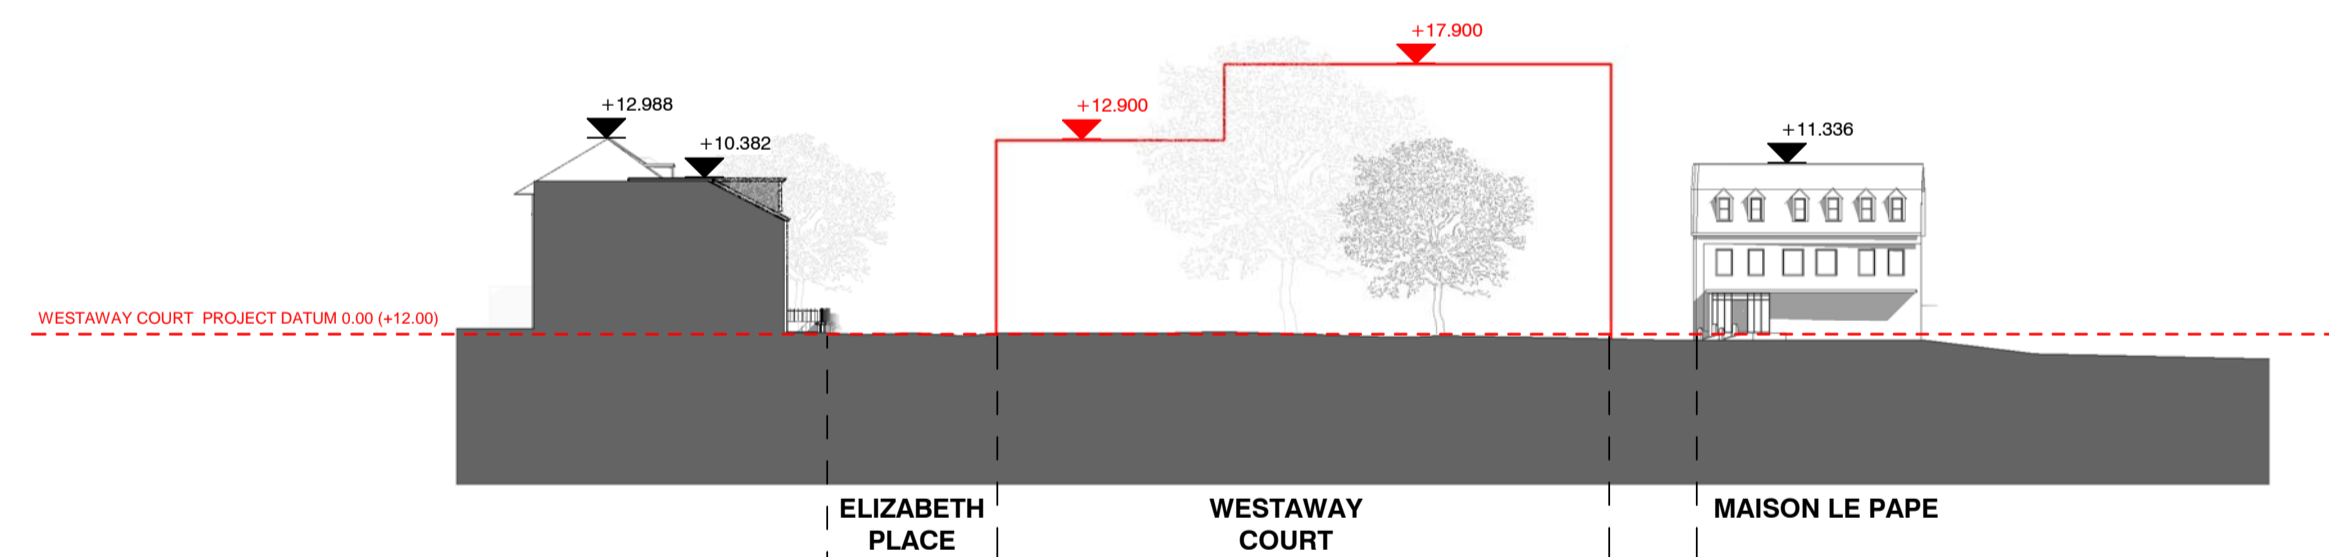 +17.900
+12.988
+12.900
+10.382
+11.336
WESTAWAY COURT PROJECT DATUM 0.00 (+12.00)
ELIZABETH
PLACE
WESTAWAY
COURT
MAISON LE PAPE